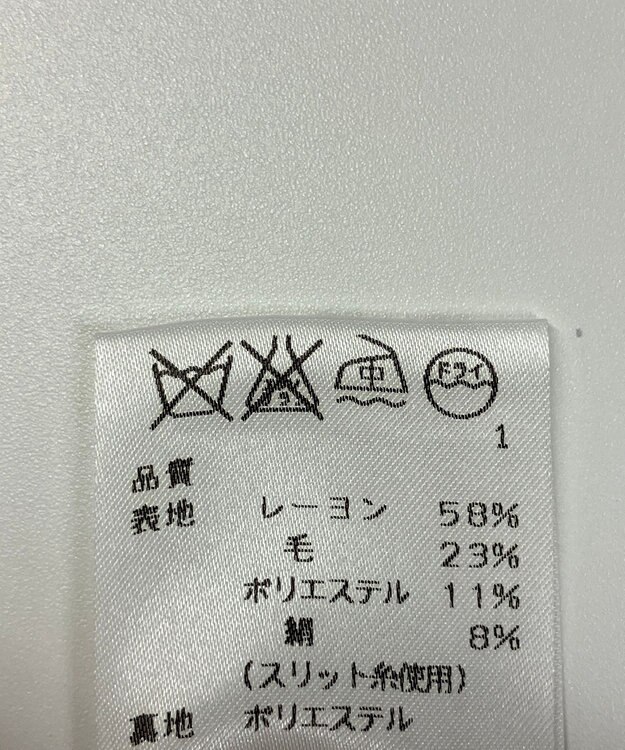 中 ドライ
1
品質
表地 レーヨン 58%
毛 23%
ポリエステル 11%
絹 8%
(スリット糸使用)
裏地 ポリエステル